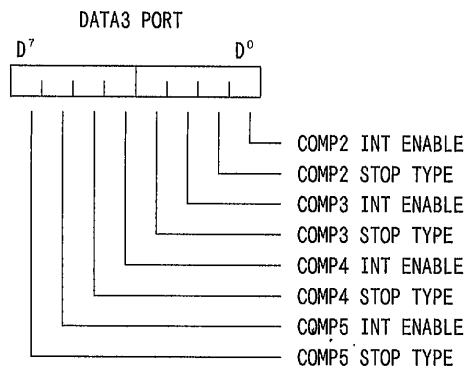 DATA3 PORT
D⁷ D⁰
COMP2 INT ENABLE
COMP2 STOP TYPE
COMP3 INT ENABLE
COMP3 STOP TYPE
COMP4 INT ENABLE
COMP4 STOP TYPE
COMP5 INT ENABLE
COMP5 STOP TYPE